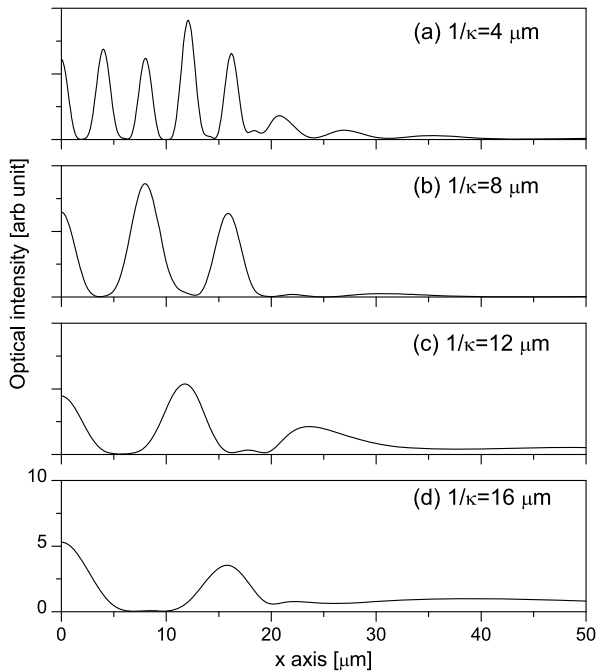 (a) 1/κ=4 μm
(b) 1/κ=8 μm
(c) 1/κ=12 μm
(d) 1/κ=16 μm
Optical intensity [arb unit]
10
5
0
0 10 20 30 40 50
x axis [μm]